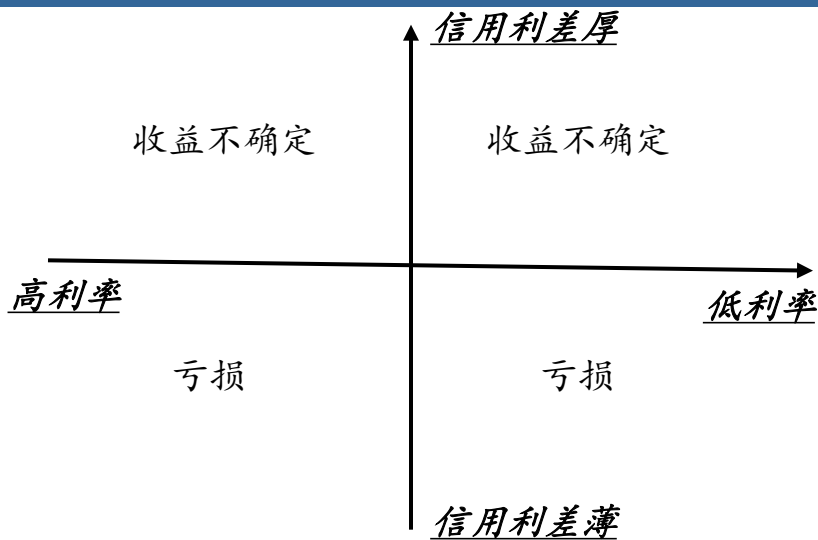 信用利差厚
收益不确定 收益不确定
高利率
低利率
亏损 亏损
信用利差薄